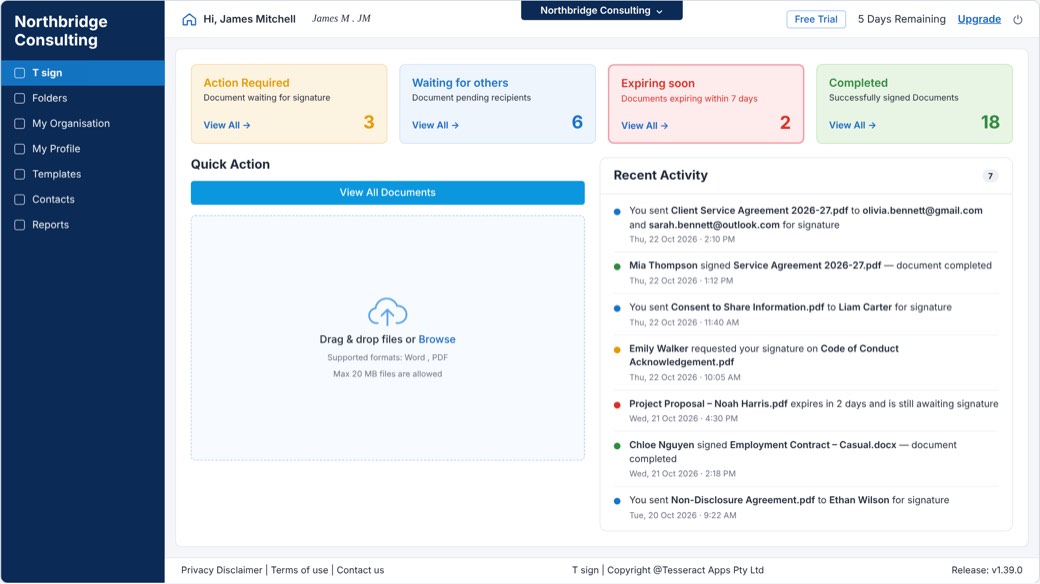 Northbridge
Consulting
T sign
Folders
My Organisation
My Profile
Templates
Contacts
Reports
Hi, James Mitchell
James M . JM
Northbridge Consulting
Free Trial
5 Days Remaining
Upgrade
Action Required
Document waiting for signature
View All →
3
Waiting for others
Document pending recipients
View All →
6
Expiring soon
Documents expiring within 7 days
View All →
2
Completed
Successfully signed Documents
View All →
18
Quick Action
View All Documents
Drag & drop files or Browse
Supported formats: Word , PDF
Max 20 MB files are allowed
Recent Activity
7
You sent Client Service Agreement 2026-27.pdf to olivia.bennett@gmail.com
and sarah.bennett@outlook.com for signature
Thu, 22 Oct 2026 · 2:10 PM
Mia Thompson signed Service Agreement 2026-27.pdf — document completed
Thu, 22 Oct 2026 · 1:12 PM
You sent Consent to Share Information.pdf to Liam Carter for signature
Thu, 22 Oct 2026 · 11:40 AM
Emily Walker requested your signature on Code of Conduct
Acknowledgement.pdf
Thu, 22 Oct 2026 · 10:05 AM
Project Proposal – Noah Harris.pdf expires in 2 days and is still awaiting signature
Wed, 21 Oct 2026 · 4:30 PM
Chloe Nguyen signed Employment Contract – Casual.docx — document
completed
Wed, 21 Oct 2026 · 2:18 PM
You sent Non-Disclosure Agreement.pdf to Ethan Wilson for signature
Tue, 20 Oct 2026 · 9:22 AM
Privacy Disclaimer | Terms of use | Contact us
T sign | Copyright @Tesseract Apps Pty Ltd
Release: v1.39.0